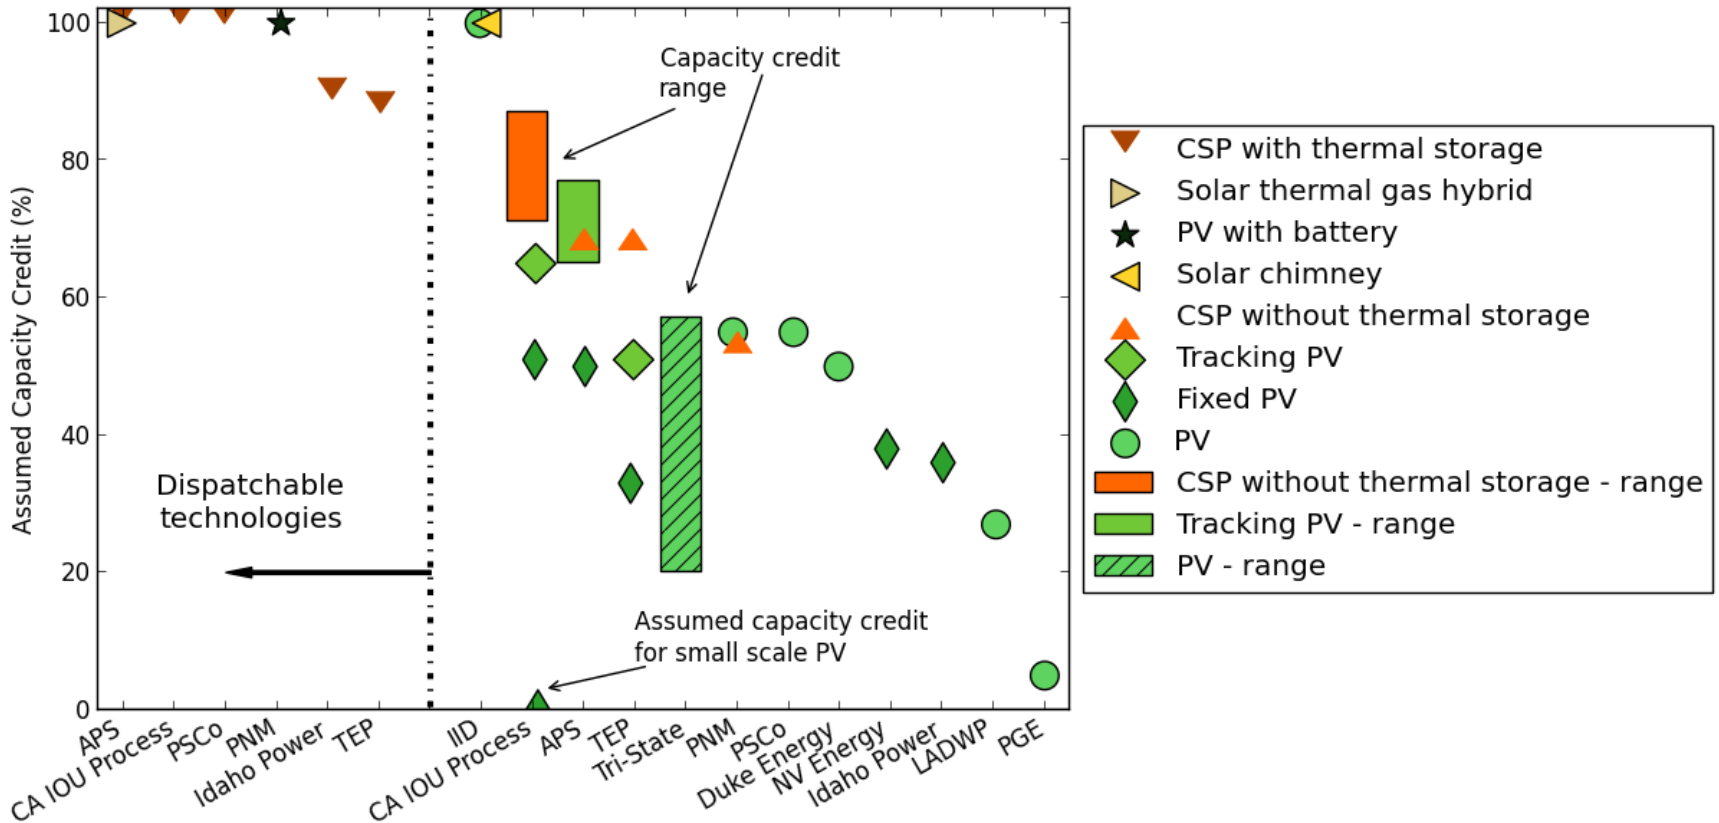 100
80
60
40
20
0
Assumed Capacity Credit (%)
Capacity credit
range
Dispatchable
technologies
Assumed capacity credit
for small scale PV
APS
CA IOU Process
PSCo
PNM
Idaho Power
TEP
IID
CA IOU Process
APS
TEP
Tri-State
PNM
PSCo
Duke Energy
NV Energy
Idaho Power
LADWP
PGE
CSP with thermal storage
Solar thermal gas hybrid
PV with battery
Solar chimney
CSP without thermal storage
Tracking PV
Fixed PV
PV
CSP without thermal storage - range
Tracking PV - range
PV - range